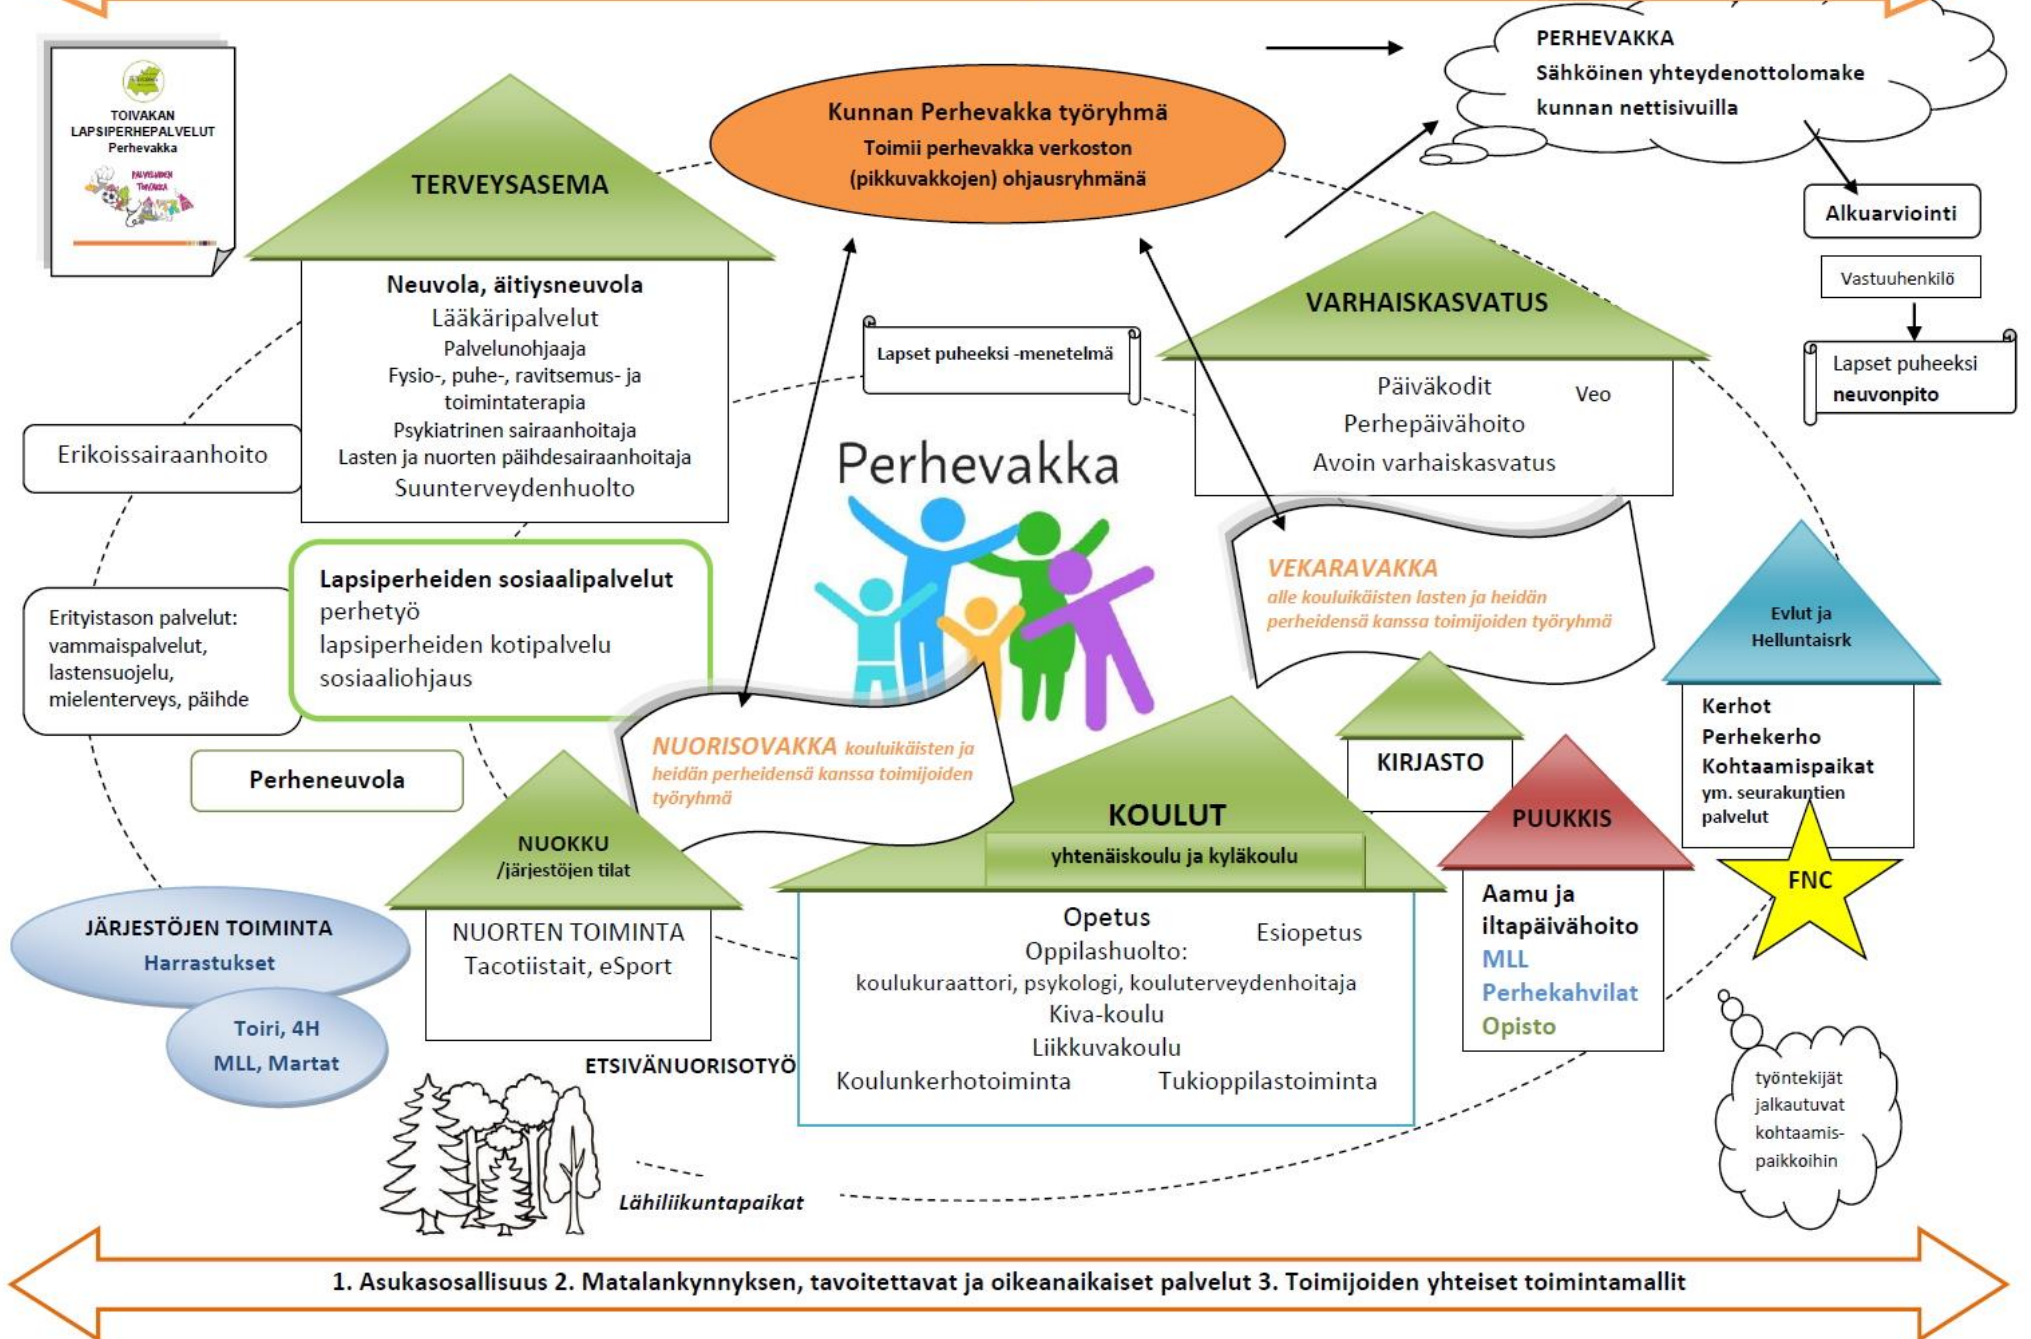 TOIVAKAN
LAPSIPERHEPALVELUT
Perhevakka
PALVELUIDEN
TOIVAKKA
Kunnan Perhevakka työryhmä
Toimii perhevakka verkoston
(pikkuvakkojen) ohjausryhmänä
PERHEVAKKA
Sähköinen yhteydenottolomake
kunnan nettisivuilla
Alkuarviointi
Vastuuhenkilö
Lapset puheeksi
neuvonpito
TERVEYSASEMA
Neuvola, äitiysneuvola
Lääkäripalvelut
Palvelunohjaaja
Fysio-, puhe-, ravitsemus- ja
toimintaterapia
Psykiatrinen sairaanhoitaja
Lasten ja nuorten päihdesairaanhoitaja
Suunterveydenhuolto
Lapset puheeksi -menetelmä
VARHAISKASVATUS
Päiväkodit
Veo
Perhepäivähoito
Avoin varhaiskasvatus
Erikoissairaanhoito
Perhevakka
Erityistason palvelut:
vammaispalvelut,
lastensuojelu,
mielenterveys, päihde
Lapsiperheiden sosiaalipalvelut
perhetyö
lapsiperheiden kotipalvelu
sosiaaliohjaus
VEKARAVAKKA
alle kouluikäisten lasten ja heidän
perheidensä kanssa toimijoiden työryhmä
Evlut ja
Helluntaisrk
Kerhot
Perhekerho
Kohtaamispaikat
ym. seurakuntien
palvelut
Perheneuvola
NUORISOVAKKA kouluikäisten ja
heidän perheidensä kanssa toimijoiden
työryhmä
KIRJASTO
NUOKKU
/järjestöjen tilat
NUORTEN TOIMINTA
Tacotiistait, eSport
KOULUT
yhtenäiskoulu ja kyläkoulu
Opetus
Esiopetus
Oppilashuolto:
koulukuraattori, psykologi, kouluterveydenhoitaja
Kiva-koulu
Liikkuvakoulu
Koulunkerhotoiminta Tukioppilastoiminta
PUUKKIS
Aamu ja
iltapäivähoito
MLL
Perhekahvilat
Opisto
FNC
JÄRJESTÖJEN TOIMINTA
Harrastukset
Toiri, 4H
MLL, Martat
ETSIVÄNUORISOTYÖ
työntekijät
jalkautuvat
kohtaamis-
paikkoihin
Lähiliikuntapaikat
1. Asukasosallisuus 2. Matalankynnyksen, tavoitettavat ja oikeanaikaiset palvelut 3. Toimijoiden yhteiset toimintamallit